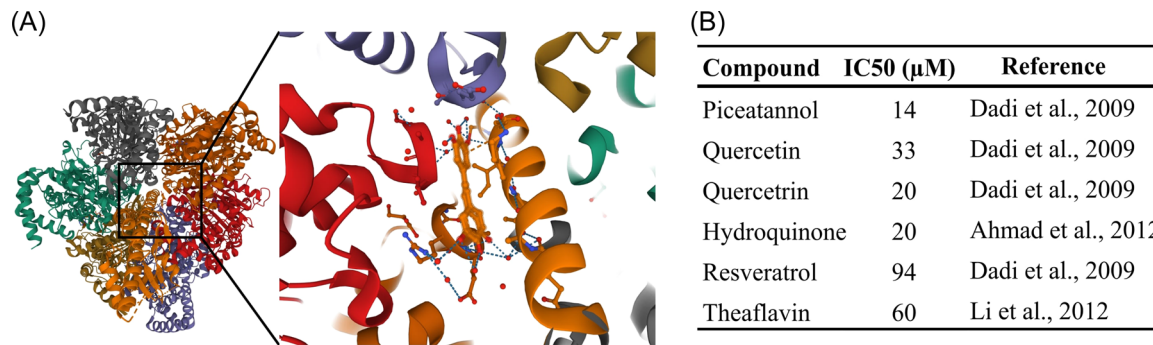 (A)
(B)
Compound IC50 (µM) Reference
Piceatannol 14 Dadi et al., 2009
Quercetin 33 Dadi et al., 2009
Quercetrin 20 Dadi et al., 2009
Hydroquinone 20 Ahmad et al., 2012
Resveratrol 94 Dadi et al., 2009
Theaflavin 60 Li et al., 2012